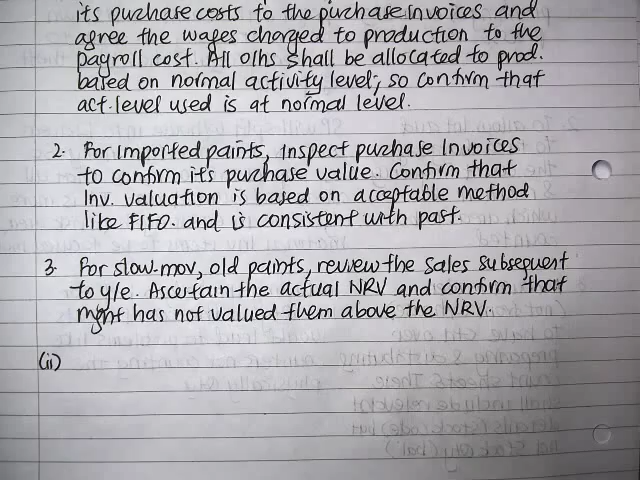 its purchase costs to the purchase invoices and
agree the wages charged to production to the
payroll cost. All o/hs shall be allocated to prod.
based on normal activity level, so confirm that
act. level used is at normal level.
2. For imported paints, inspect purchase Invoices
to confirm it's purchase value. Confirm that
Inv. valuation is based on acceptable method
like FIFO. and is consistent with past.
3. For slow-mov, old paints, review the sales subsequent
to y/e. Ascertain the actual NRV and confirm that
mgmt has not valued them above the NRV.
(ii)